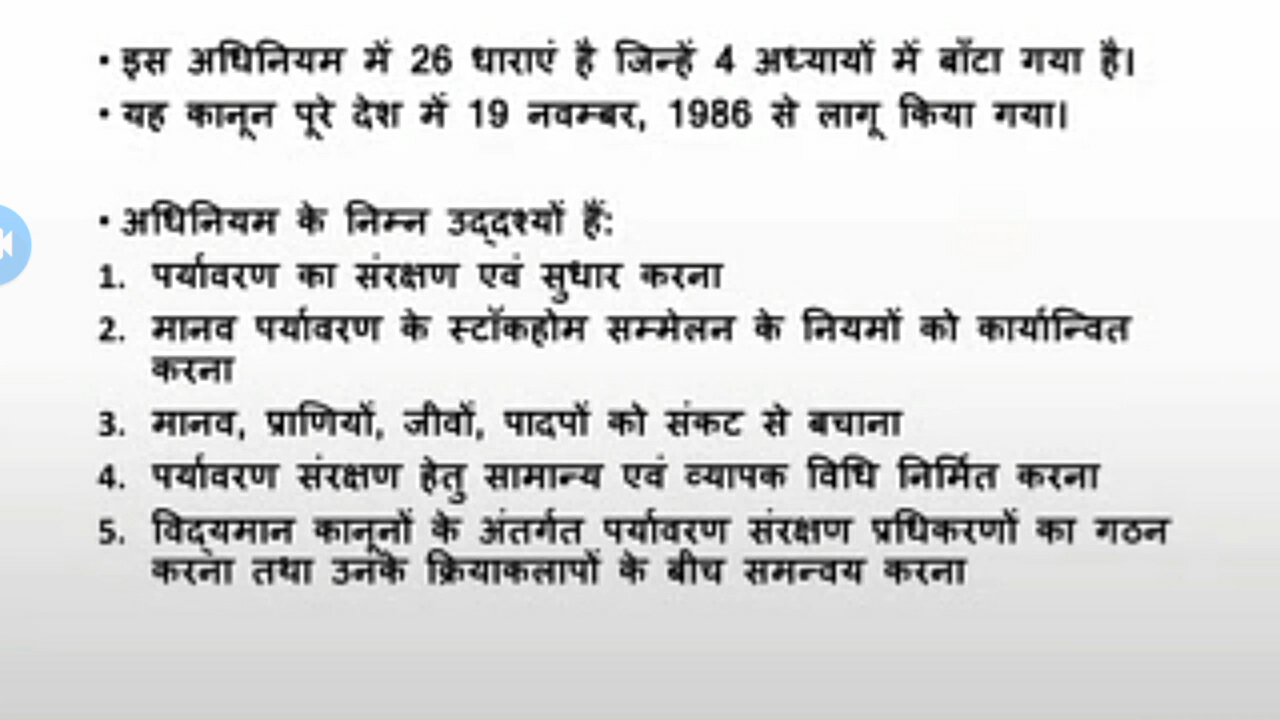 • इस अधिनियम में 26 धाराएं है जिन्हें 4 अध्यायों में बाँटा गया है।
• यह कानून पूरे देश में 19 नवम्बर, 1986 से लागू किया गया।
• अधिनियम के निम्न उद्दश्यों हैं:
1. पर्यावरण का संरक्षण एवं सुधार करना
2. मानव पर्यावरण के स्टॉकहोम सम्मेलन के नियमों को कार्यान्वित
करना
3. मानव, प्राणियों, जीवों, पादपों को संकट से बचाना
4. पर्यावरण संरक्षण हेतु सामान्य एवं व्यापक विधि निर्मित करना
5. विद्यमान कानूनों के अंतर्गत पर्यावरण संरक्षण प्रधिकरणों का गठन
करना तथा उनके क्रियाकलापों के बीच समन्वय करना